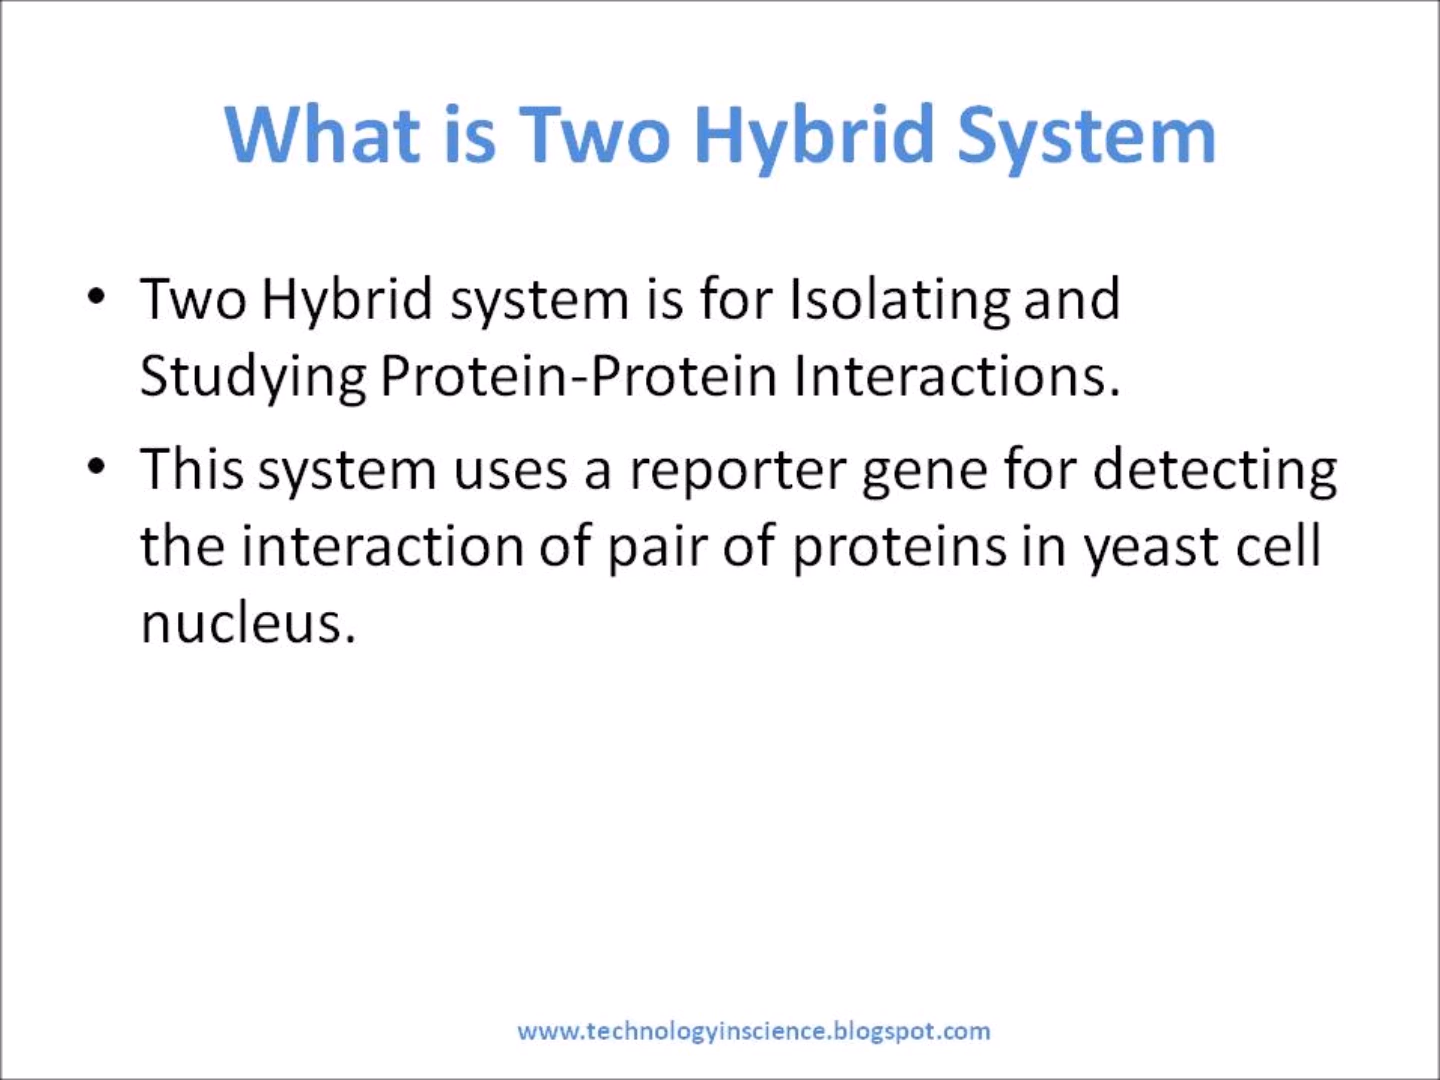 What is Two Hybrid System
• Two Hybrid system is for Isolating and
Studying Protein-Protein Interactions.
• This system uses a reporter gene for detecting
the interaction of pair of proteins in yeast cell
nucleus.
www.technologyinscience.blogspot.com